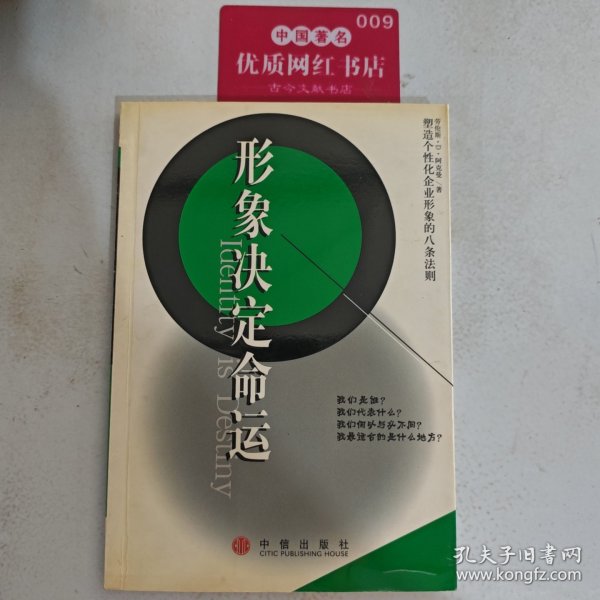 009
中国著名
优质网红书店
古今文献书店
劳伦斯·D·阿克曼/著
塑造个性化企业形象的八条法则
形象决定命运
Identity is Destiny
我们是谁?
我们代表什么?
我们何以与众不同?
我最适合的是什么地方?
中信出版社
CITIC PUBLISHING HOUSE
孔夫子旧书网
www.kongfz.com